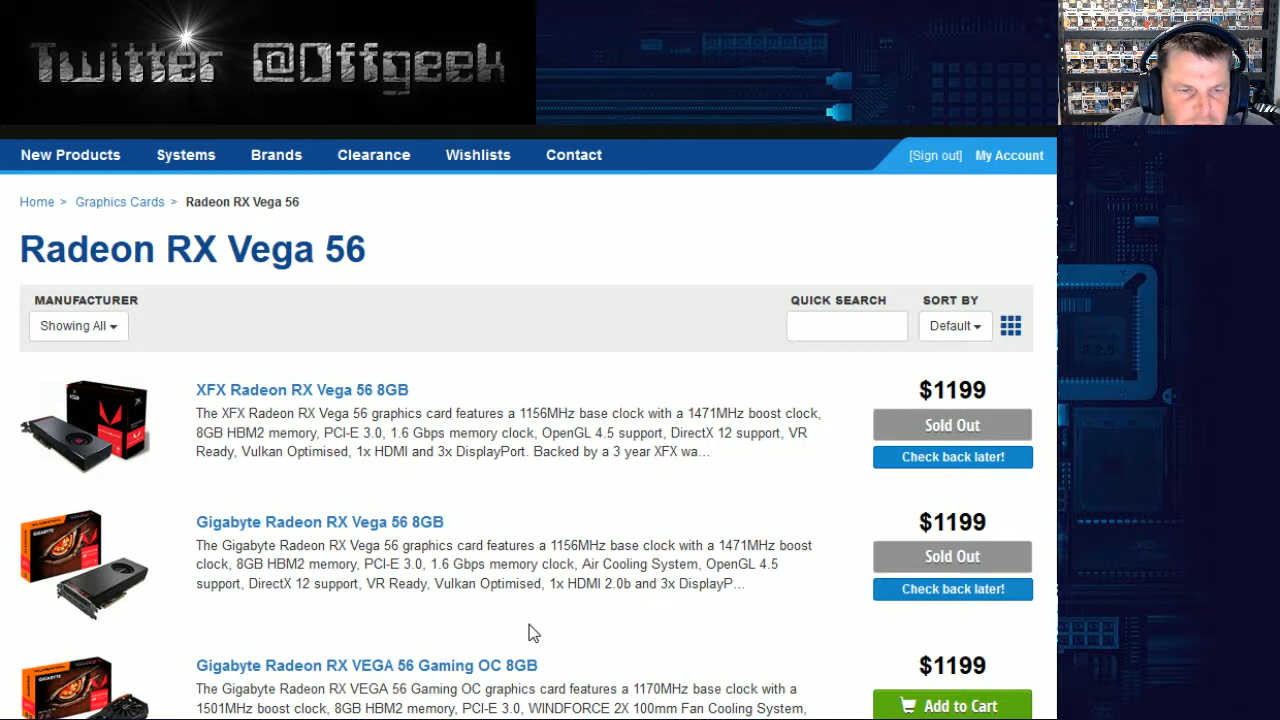 Twitter @Offgeek
New Products Systems Brands Clearance Wishlists Contact [Sign out] My Account
Home > Graphics Cards > Radeon RX Vega 56
Radeon RX Vega 56
MANUFACTURER QUICK SEARCH SORT BY
Showing All Default
XFX Radeon RX Vega 56 8GB $1199
The XFX Radeon RX Vega 56 graphics card features a 1156MHz base clock with a 1471MHz boost clock,
8GB HBM2 memory, PCI-E 3.0, 1.6 Gbps memory clock, OpenGL 4.5 support, DirectX 12 support, VR
Ready, Vulkan Optimised, 1x HDMI and 3x DisplayPort. Backed by a 3 year XFX wa...
Sold Out
Check back later!
Gigabyte Radeon RX Vega 56 8GB $1199
The Gigabyte Radeon RX Vega 56 graphics card features a 1156MHz base clock with a 1471MHz boost
clock, 8GB HBM2 memory, PCI-E 3.0, 1.6 Gbps memory clock, Air Cooling System, OpenGL 4.5
support, DirectX 12 support, VR Ready, Vulkan Optimised, 1x HDMI 2.0b and 3x DisplayP...
Sold Out
Check back later!
Gigabyte Radeon RX VEGA 56 Gaming OC 8GB $1199
The Gigabyte Radeon RX VEGA 56 Gaming OC graphics card features a 1170MHz base clock with a
1501MHz boost clock, 8GB HBM2 memory, PCI-E 3.0, WINDFORCE 2X 100mm Fan Cooling System,
Add to Cart